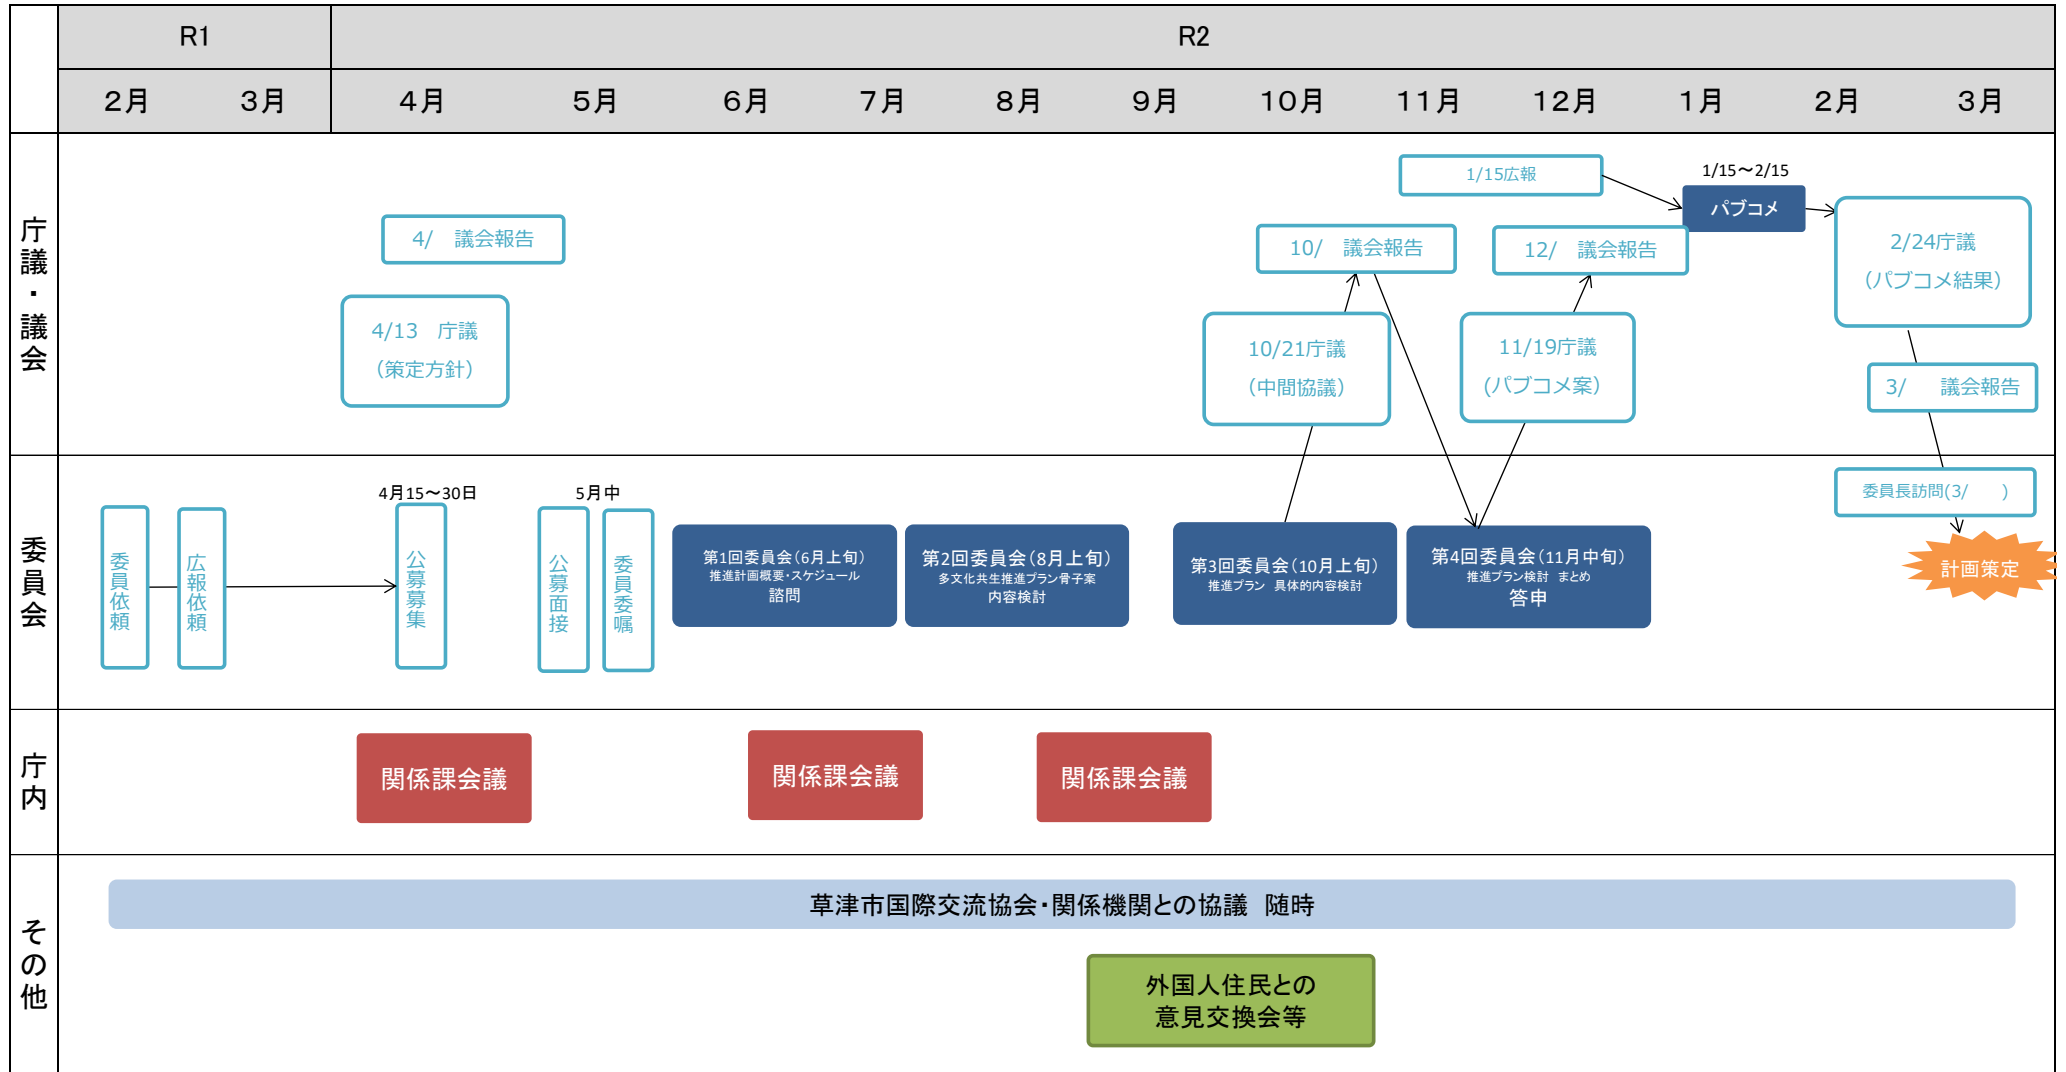 R1
R2
2月
3月
4月
5月
6月
7月
8月
9月
10月
11月
12月
1月
2月
3月
庁議・議会
4/　議会報告
4/13　庁議
（策定方針）
10/　議会報告
10/21庁議
（中間協議）
1/15広報
12/　議会報告
11/19庁議
(パブコメ案）
1/15～2/15
パブコメ
2/24庁議
（パブコメ結果）
3/　　議会報告
委員会
委員依頼
広報依頼
4月15～30日
公募募集
5月中
公募面接
委員委嘱
第1回委員会（6月上旬）
推進計画概要・スケジュール
諮問
第2回委員会（8月上旬）
多文化共生推進プラン骨子案
内容検討
第3回委員会（10月上旬）
推進プラン　具体的内容検討
第4回委員会（11月中旬）
推進プラン検討　まとめ
答申
委員長訪問(3/　　)
計画策定
庁内
関係課会議
関係課会議
関係課会議
その他
草津市国際交流協会・関係機関との協議　随時
外国人住民との
意見交換会等